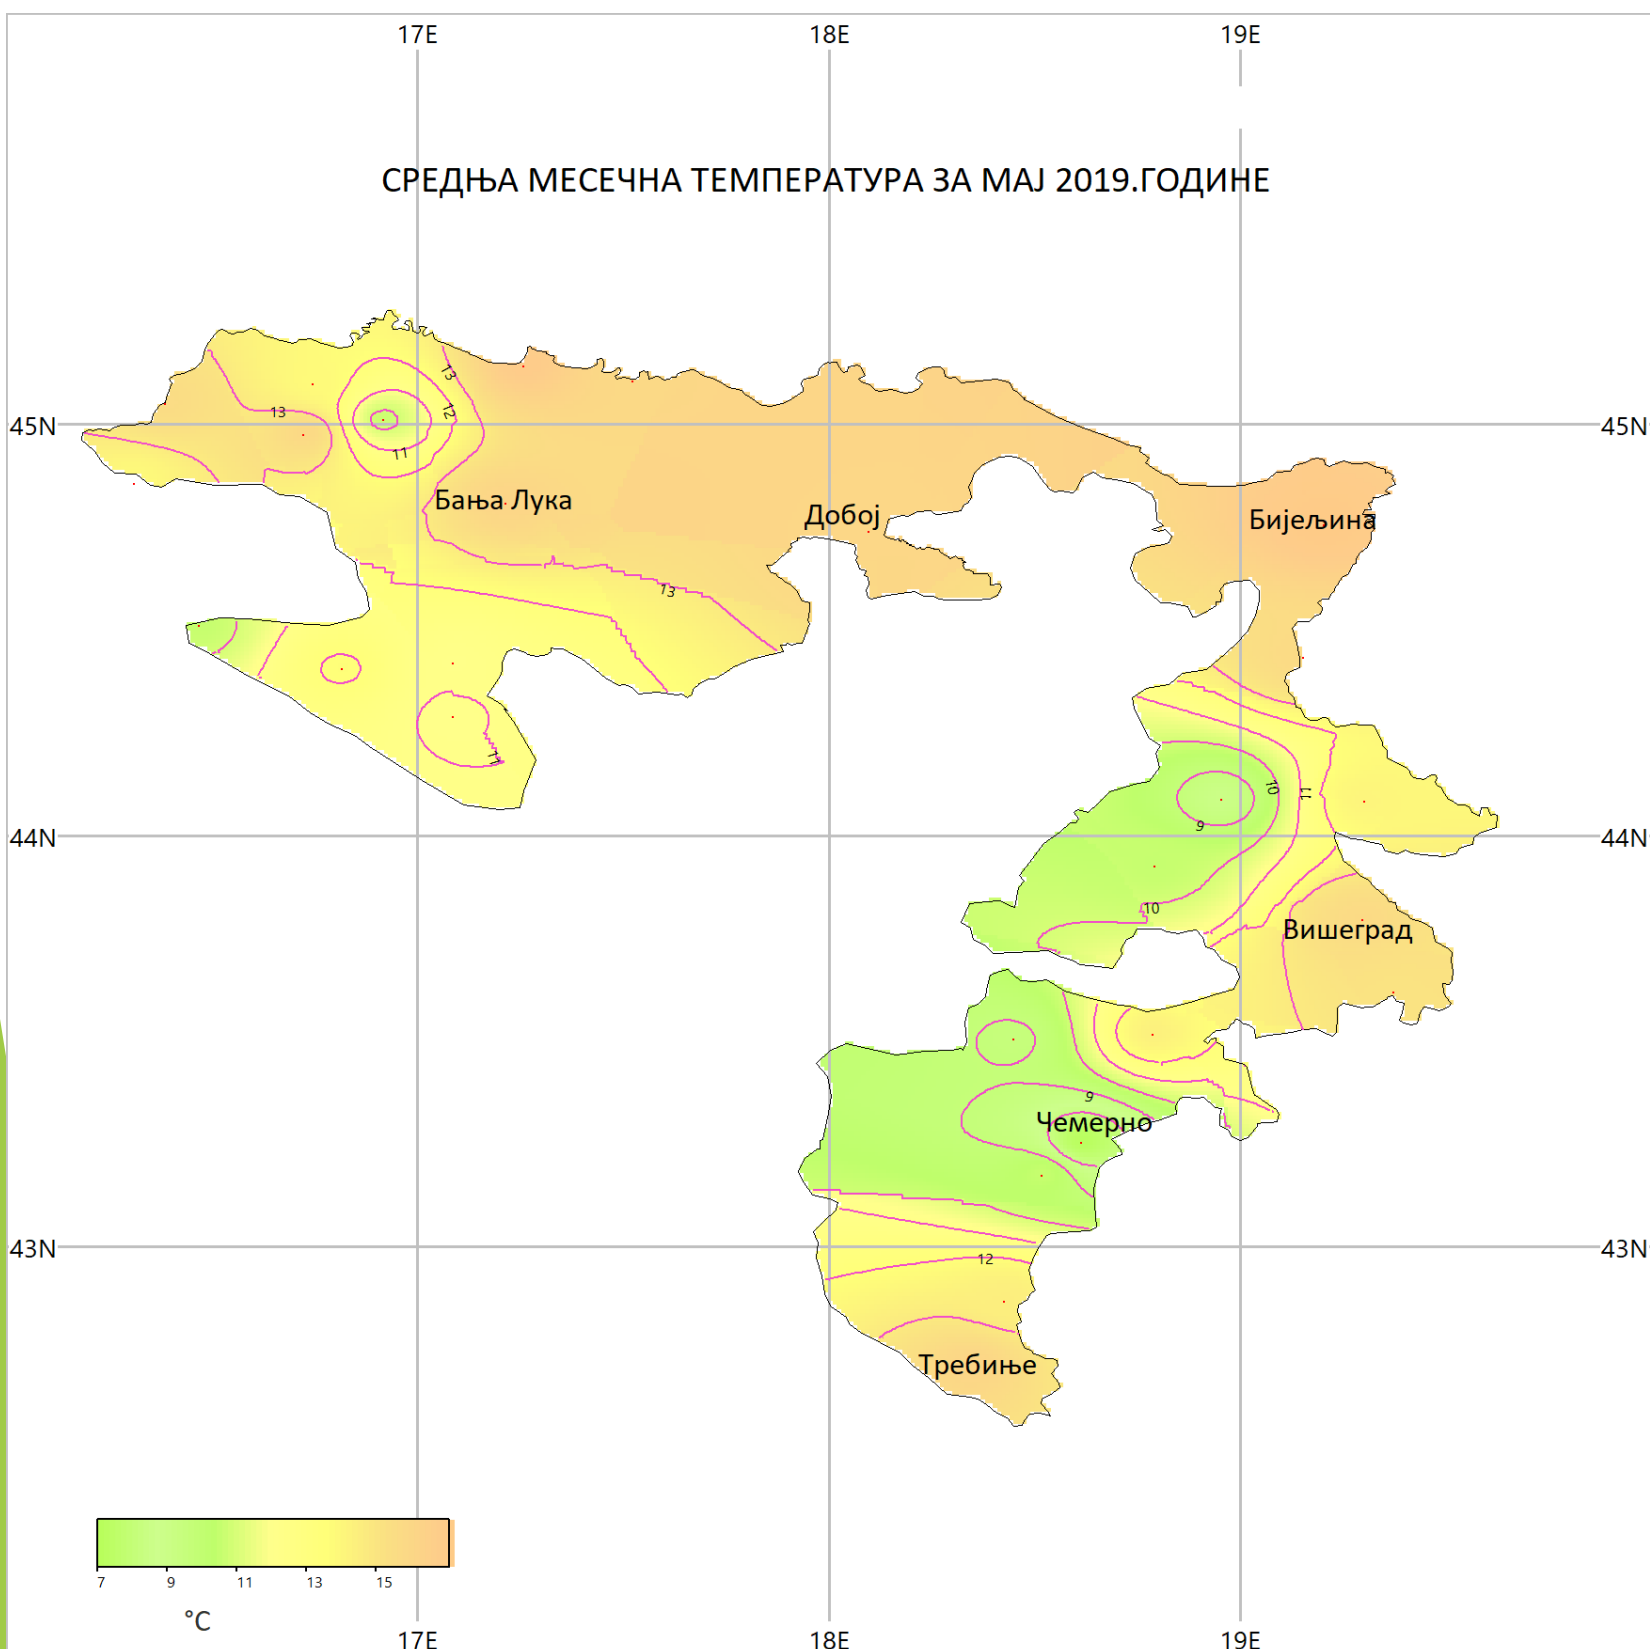 17E 18E 19E
СРЕДЊА МЕСЕЧНА ТЕМПЕРАТУРА ЗА МАЈ 2019.ГОДИНЕ
13
13
12
45N 45N
11
Бања Лука
Добој
Бијељина
13
11
10
11
9
44N 44N
10
Вишеград
9
Чемерно
43N 43N
12
Требиње
7 9 11 13 15
°C
17E 18E 19E